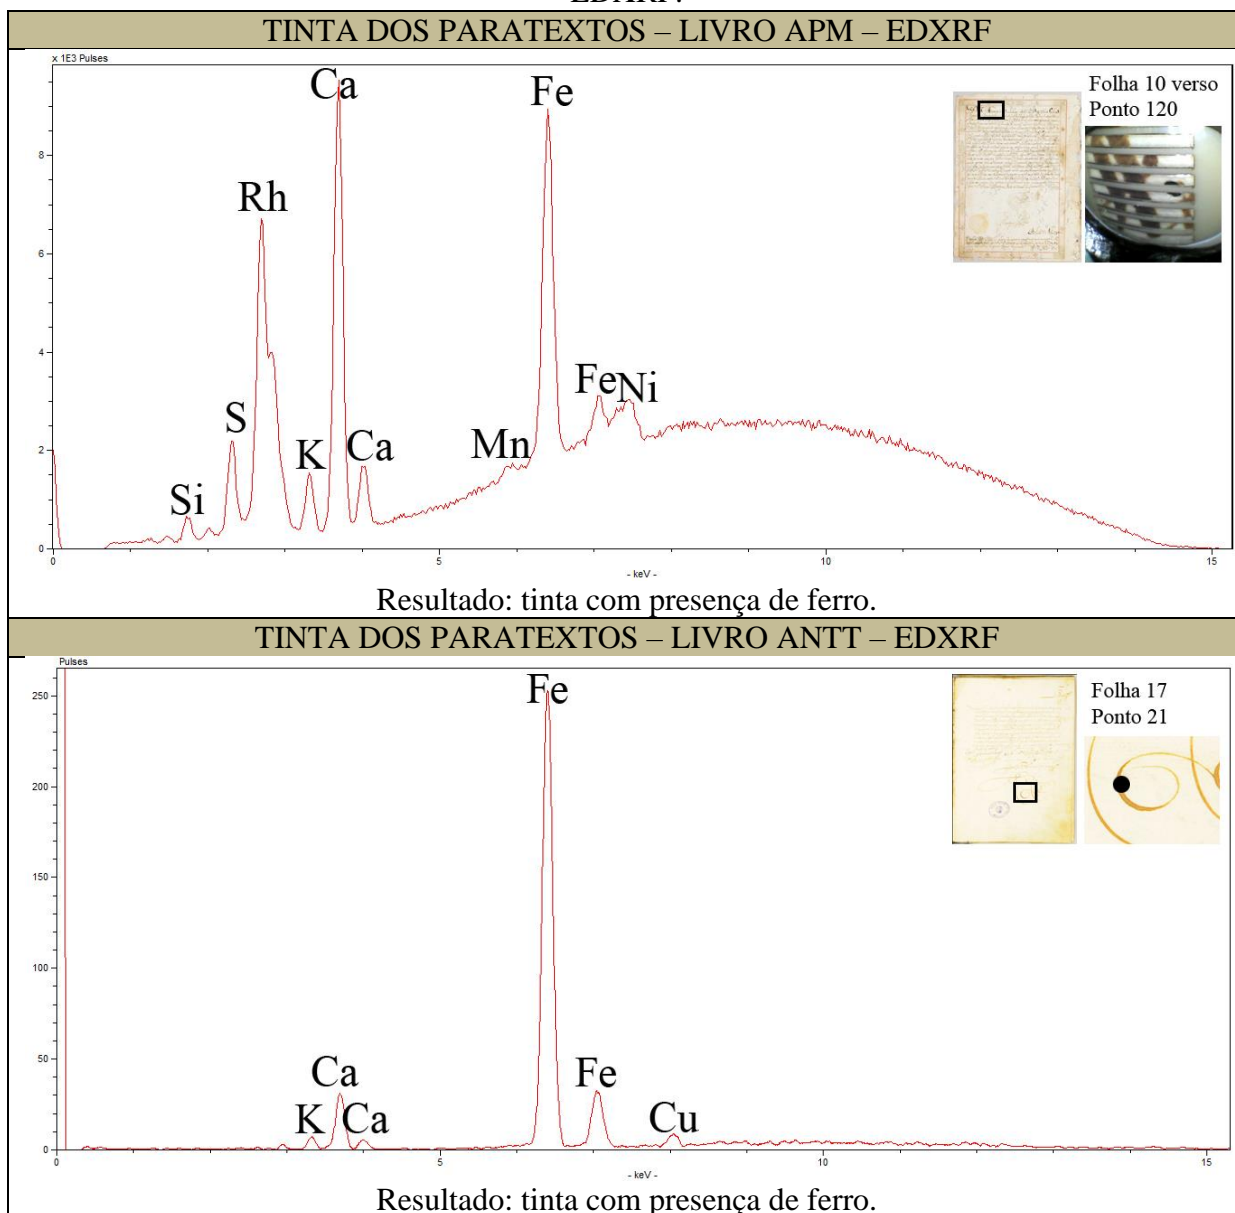 EDXRF.
TINTA DOS PARATEXTOS – LIVRO APM – EDXRF
x 1E3 Pulses
Folha 10 verso
Ponto 120
Ca
Fe
Rh
S
K
Ca
Si
Mn
Fe
Ni
8
6
4
2
0
0
5
10
15
- keV -
Resultado: tinta com presença de ferro.
TINTA DOS PARATEXTOS – LIVRO ANTT – EDXRF
Pulses
Folha 17
Ponto 21
Fe
Ca
K
Ca
Fe
Cu
250
200
150
100
50
0
0
5
10
15
- keV -
Resultado: tinta com presença de ferro.